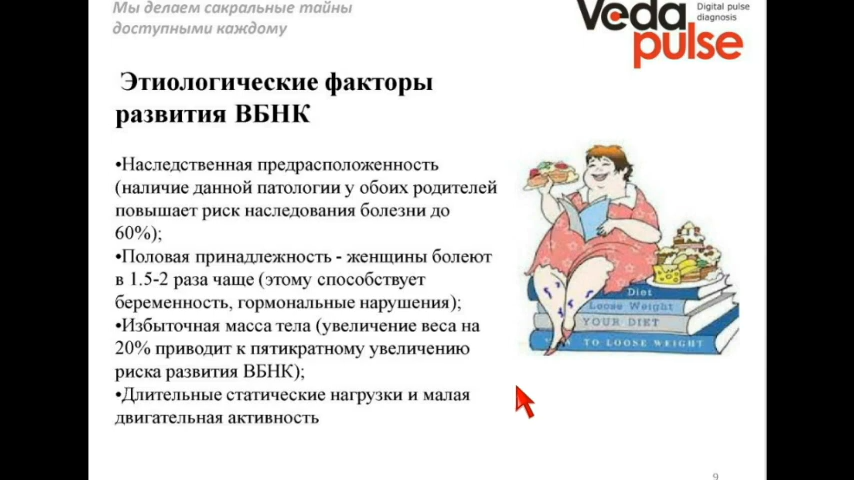 Мы делаем сакральные тайны
доступными каждому
Veda
pulse
Digital pulse
diagnosis
Этиологические факторы
развития ВБНК
•Наследственная предрасположенность
(наличие данной патологии у обоих родителей
повышает риск наследования болезни до
60%);
•Половая принадлежность - женщины болеют
в 1.5-2 раза чаще (этому способствует
беременность, гормональные нарушения);
•Избыточная масса тела (увеличение веса на
20% приводит к пятикратному увеличению
риска развития ВБНК);
•Длительные статические нагрузки и малая
двигательная активность
Diet
Loose Weight
YOUR DIET
TO LOOSE WEIGHT
9